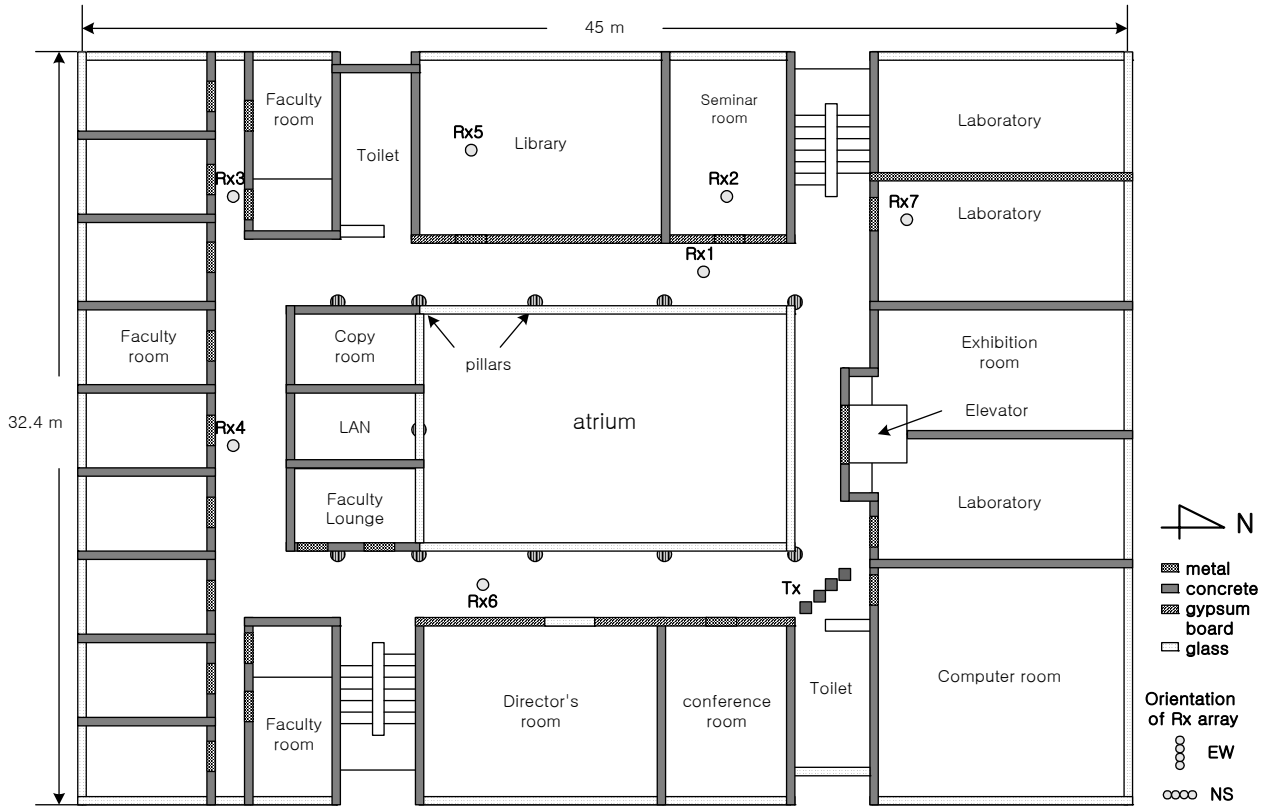 45 m
Faculty
room
Seminar
room
Laboratory
Rx5
Library
Toilet
Rx3
Rx2
Rx7
Laboratory
Rx1
Faculty
room
Copy
room
pillars
Exhibition
room
32.4 m
Rx4
LAN
atrium
Elevator
Faculty
Lounge
Laboratory
N
metal
concrete
gypsum
board
glass
Rx6
Tx
Faculty
room
Director's
room
conference
room
Toilet
Computer room
Orientation
of Rx array
EW
NS